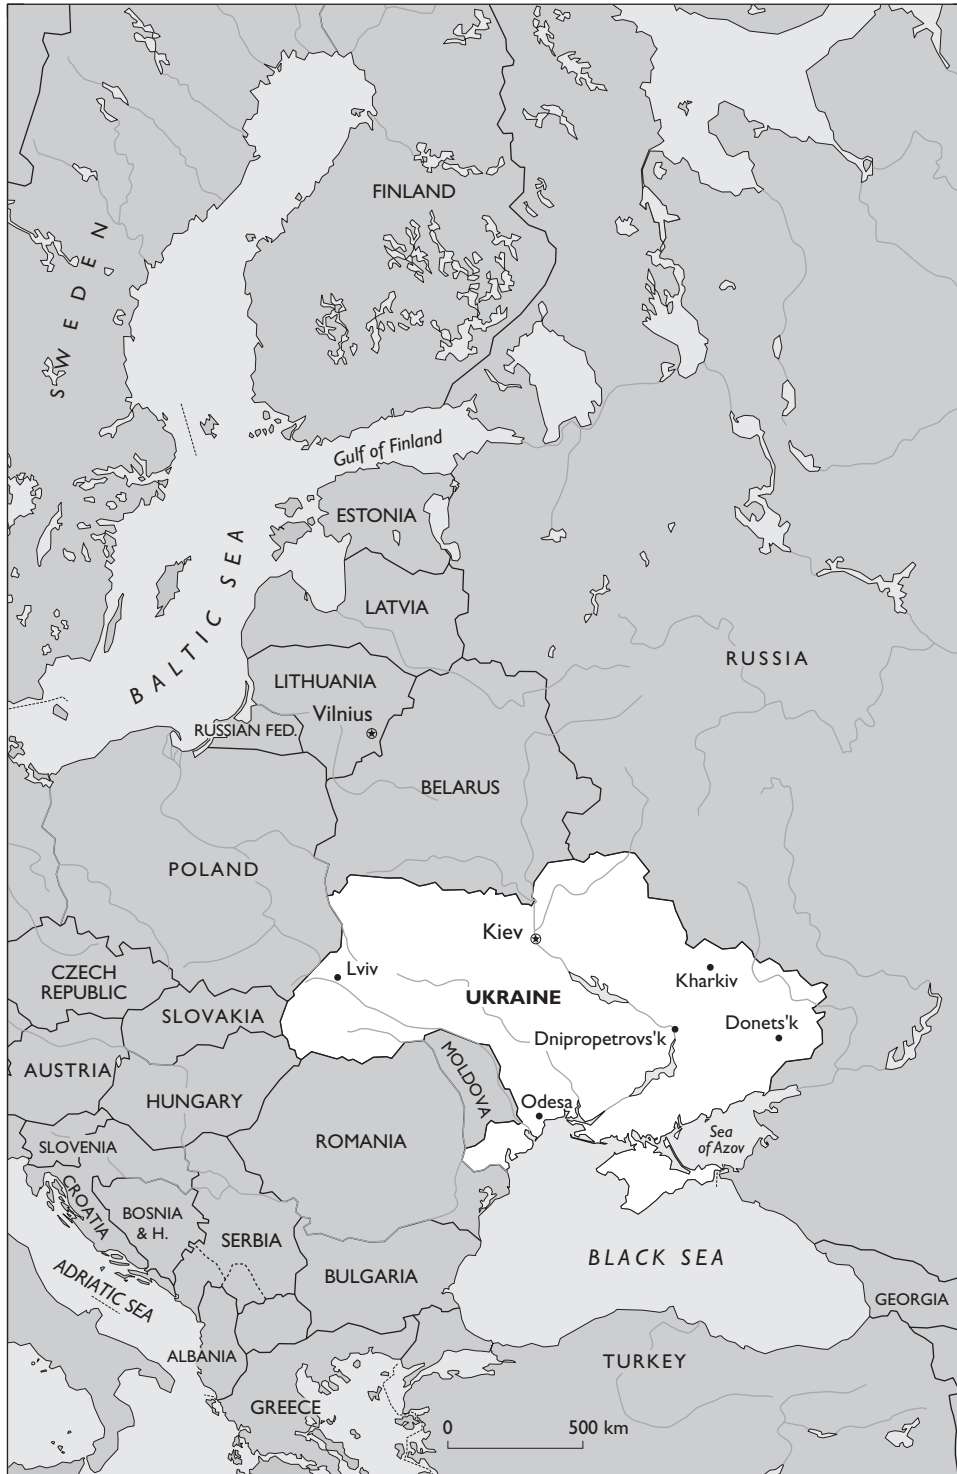 FINLAND
SWEDEN
Gulf of Finland
ESTONIA
BALTIC SEA
LATVIA
RUSSIA
LITHUANIA
Vilnius
RUSSIAN FED.
BELARUS
POLAND
Kiev
Lviv
CZECH
REPUBLIC
Kharkiv
UKRAINE
SLOVAKIA
Donets'k
Dnipropetrovs'k
AUSTRIA
MOLDOVA
HUNGARY
Odesa
ROMANIA
Sea
of Azov
SLOVENIA
CROATIA
BOSNIA
& H.
SERBIA
BLACK SEA
BULGARIA
ADRIATIC SEA
GEORGIA
ALBANIA
TURKEY
GREECE
0 500 km